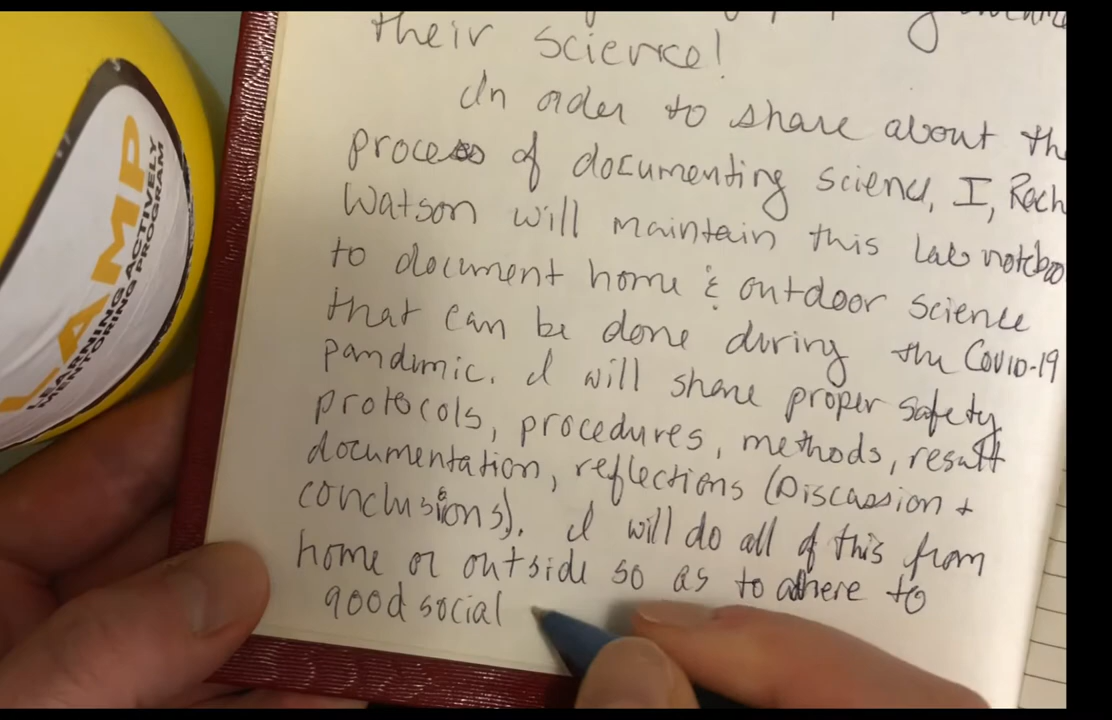 their science!
In order to share about th
process of documenting science, I, Rach
Watson will maintain this lab notebo
to document home & outdoor science
that can be done during the Covid-19
pandimic. I will share proper safety
protocols, procedures, methods, result
documentation, reflections (Discussion +
conclusions). I will do all of this from
home or outside so as to adhere to
good social
LAMP
LEARNING ACTIVELY
MENTORING PROGRAM